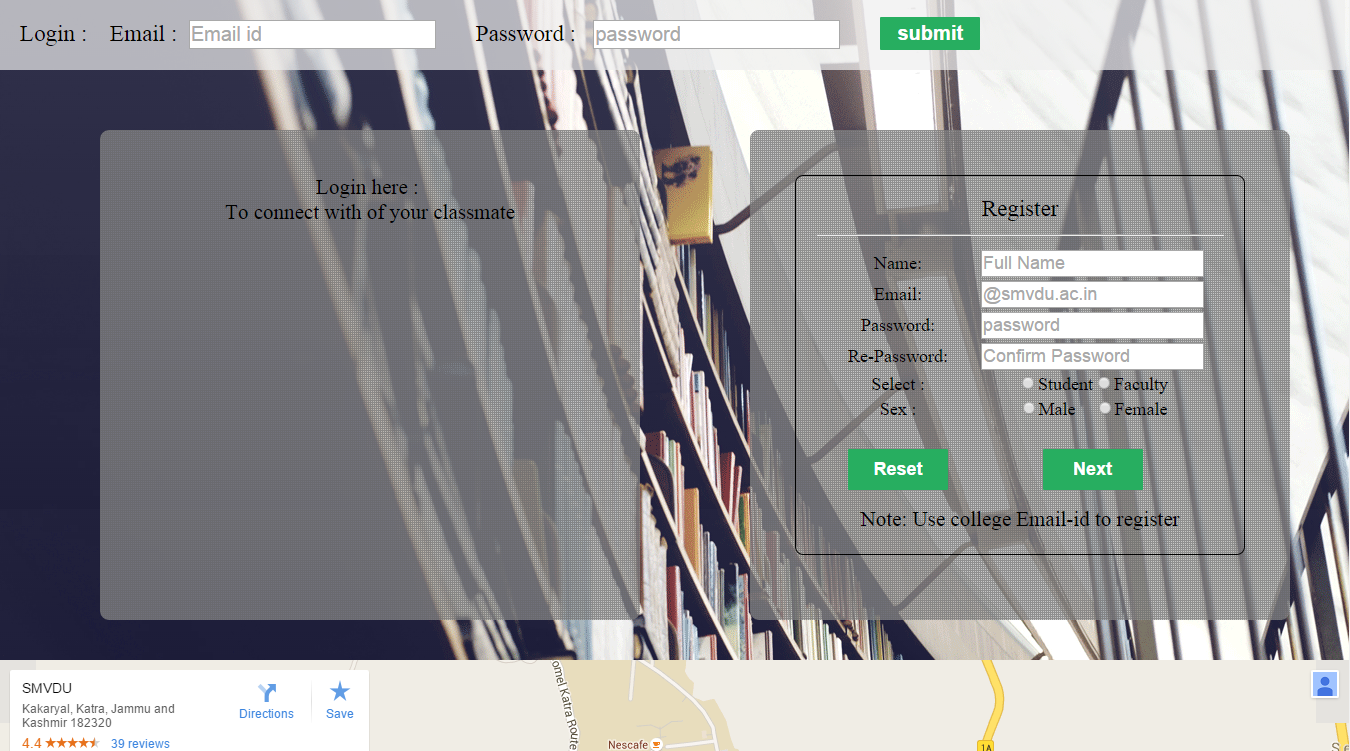 Login : Email : Email id Password : password submit
Login here :
To connect with of your classmate
Register
Name: Full Name
Email: @smvdu.ac.in
Password: password
Re-Password: Confirm Password
Select : Student Faculty
Sex : Male Female
Reset Next
Note: Use college Email-id to register
SMVDU
Kakaryal, Katra, Jammu and
Kashmir 182320
Directions Save
4.4 39 reviews
omel Katra Route
Nescafe
1A